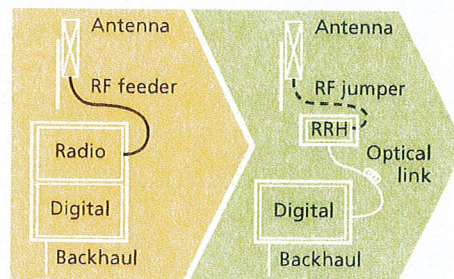 Antenna
RF feeder
Radio
Digital
Backhaul
Antenna
RF jumper
RRH
Optical
link
Digital
Backhaul